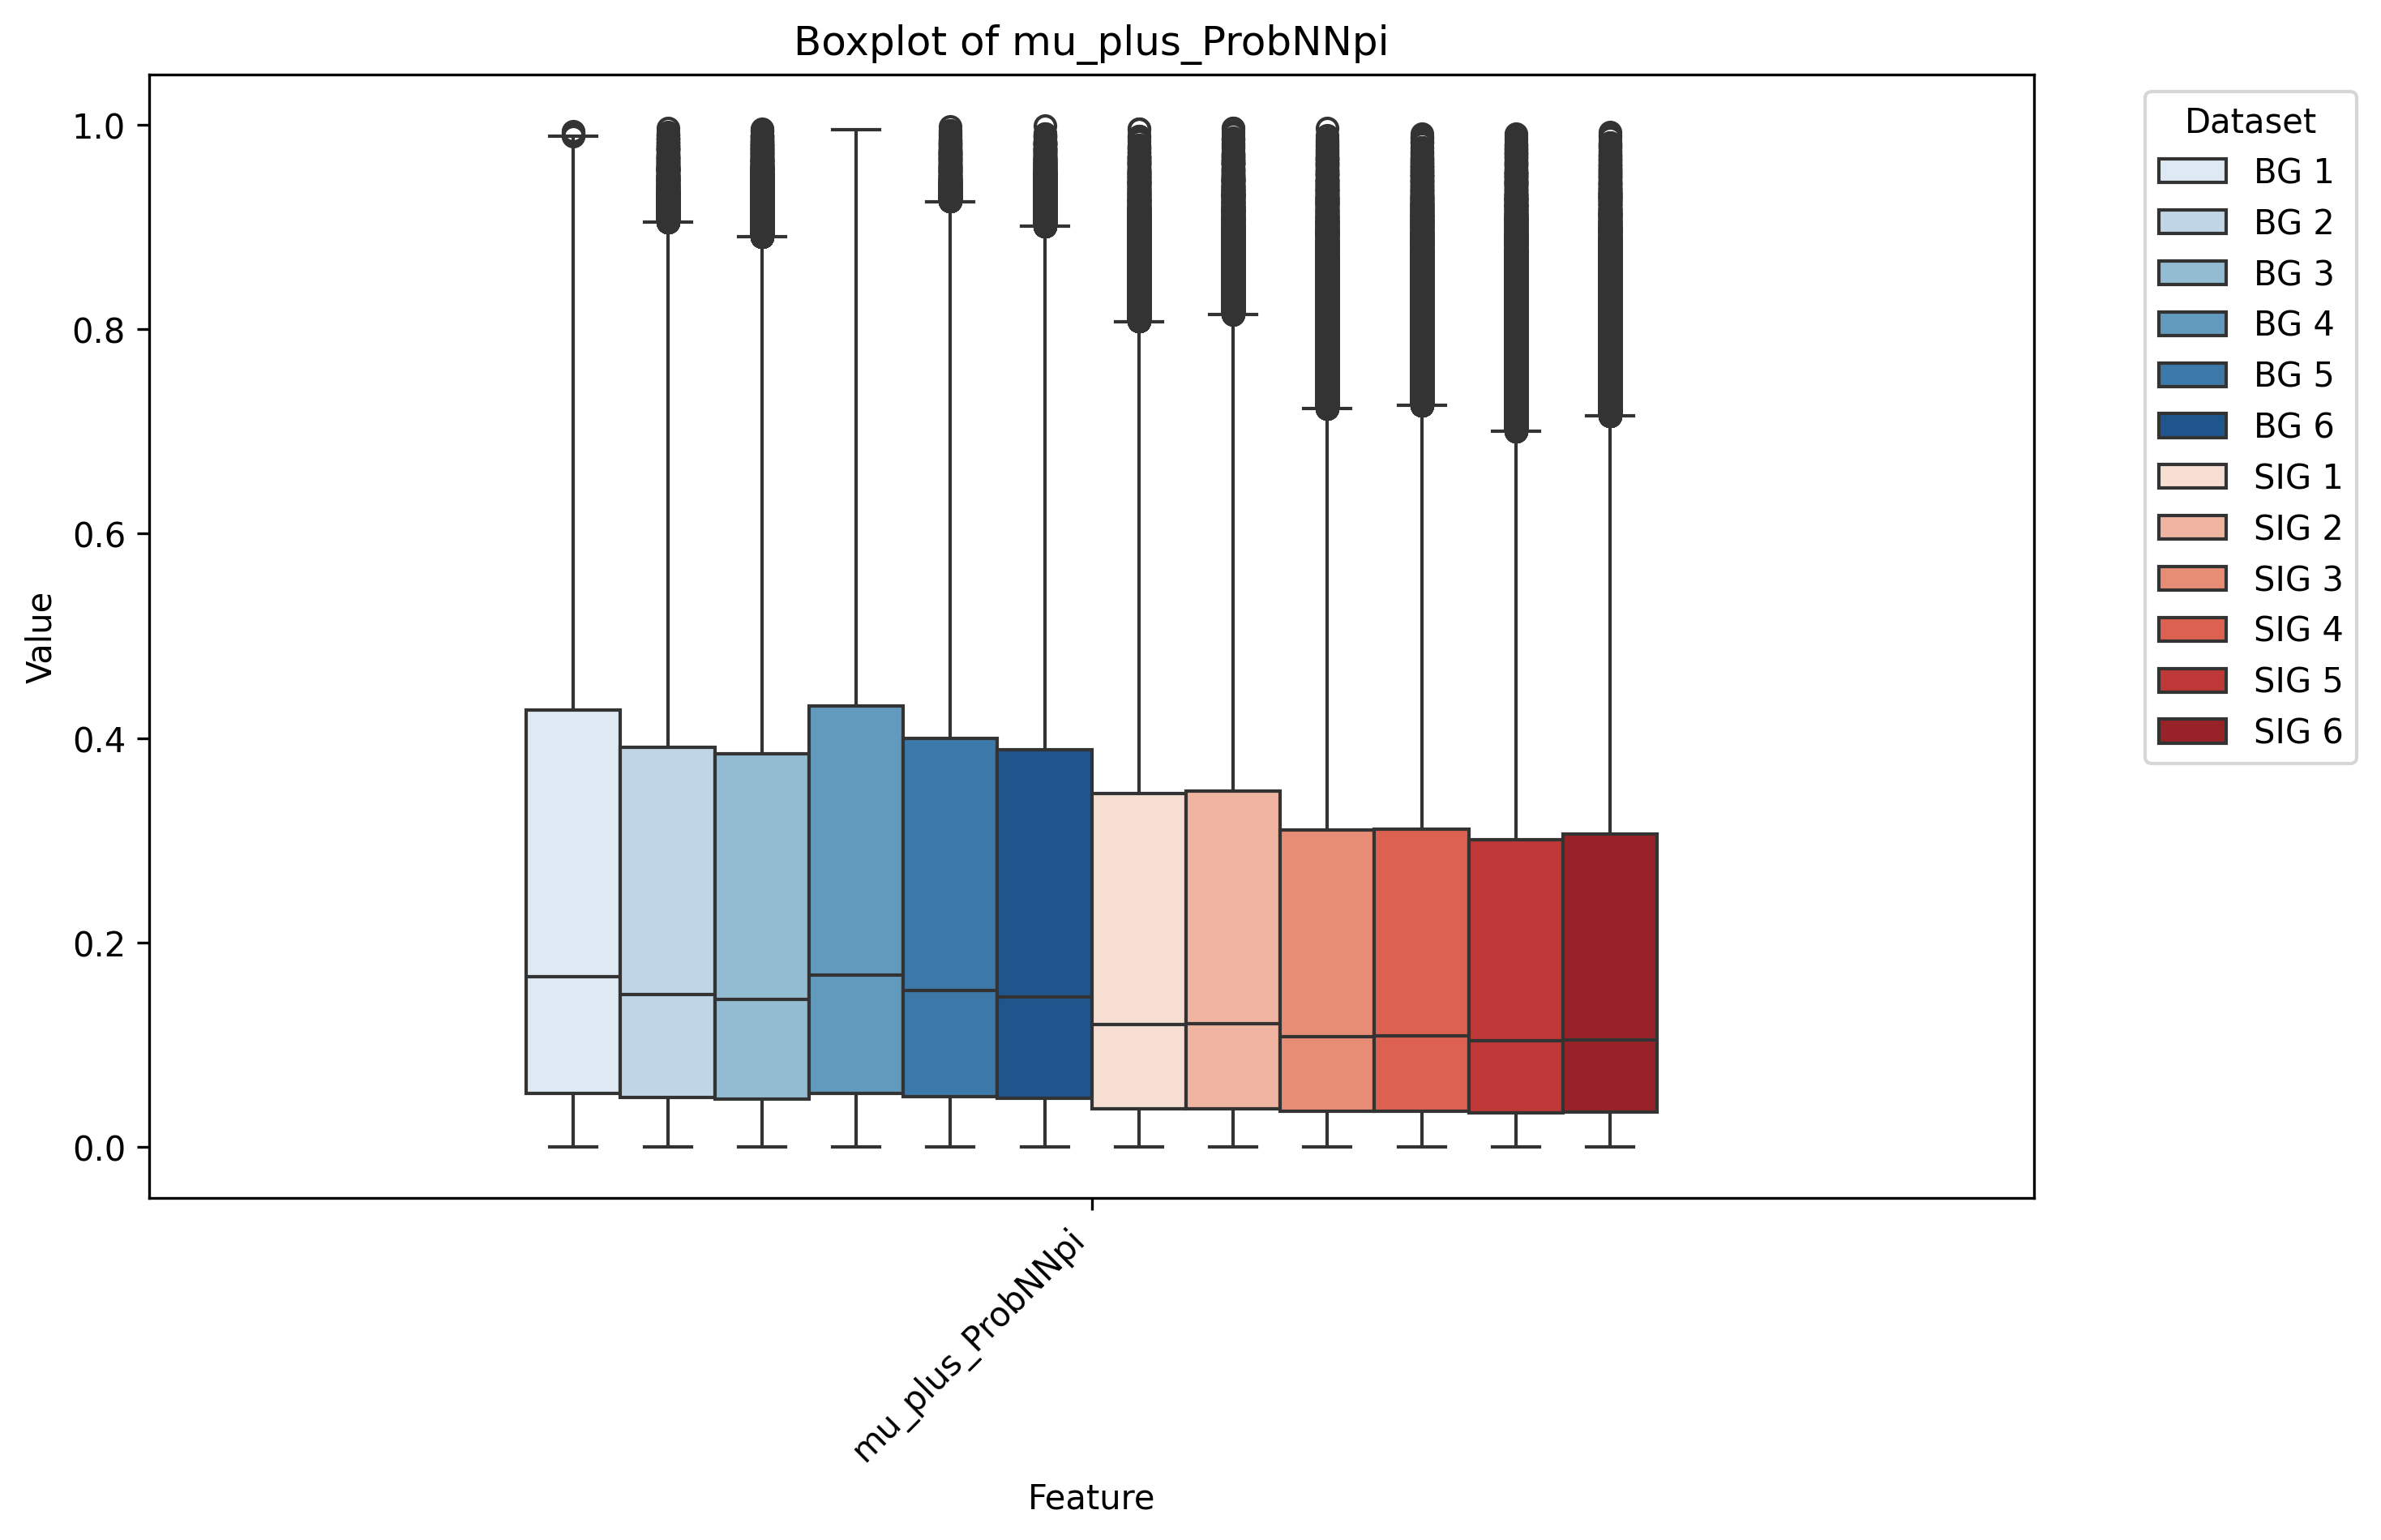 Boxplot of mu_plus_ProbNNpi
1.0
0.8
0.6
0.4
0.2
0.0
Value
mu_plus_ProbNNpi
Feature
Dataset
BG 1
BG 2
BG 3
BG 4
BG 5
BG 6
SIG 1
SIG 2
SIG 3
SIG 4
SIG 5
SIG 6